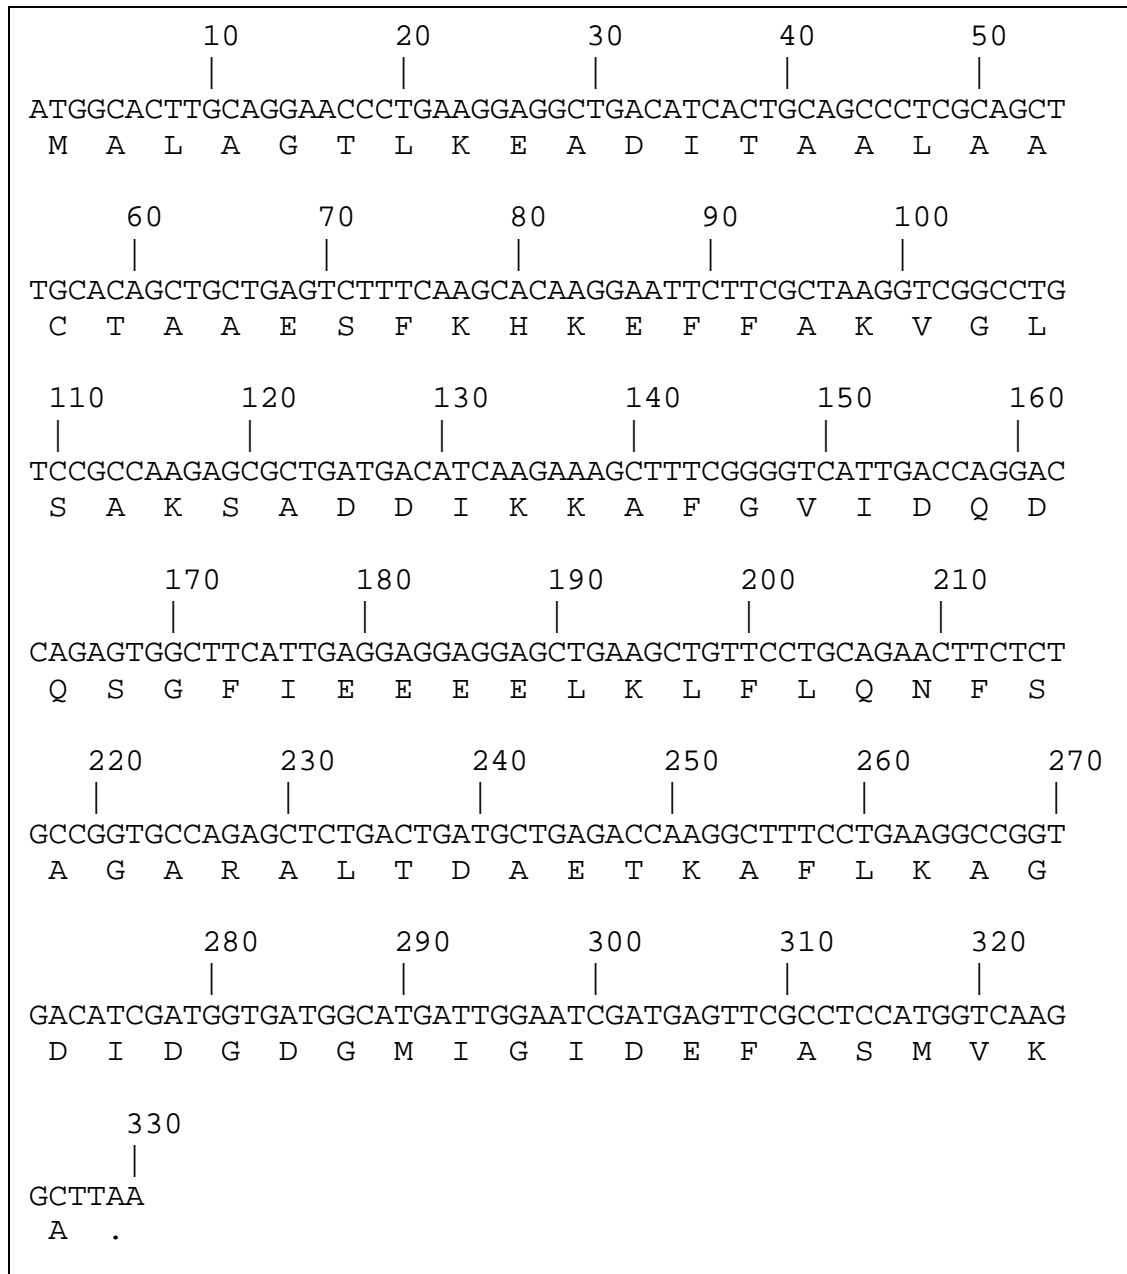 10 20 30 40 50
| | | | |
ATGGCACTTGCAGGAACCCTGAAGGAGGCTGACATCACTGCAGCCCTCGCAGCT
M A L A G T L K E A D I T A A L A A
60 70 80 90 100
| | | | |
TGCACAGCTGCTGAGTCTTTCAAGCACAAGGAATTCTTCGCTAAGGTCGGCCTG
C T A A E S F K H K E F F A K V G L
110 120 130 140 150 160
| | | | | |
TCCGCCAAGAGCGCTGATGACATCAAGAAAGCTTTCGGGGTCATTGACCAGGAC
S A K S A D D I K K A F G V I D Q D
170 180 190 200 210
| | | | |
CAGAGTGGCTTCATTGAGGAGGAGGAGCTGAAGCTGTTCCTGCAGAACTTCTCT
Q S G F I E E E E L K L F L Q N F S
220 230 240 250 260 270
| | | | | |
GCCGGTGCCAGAGCTCTGACTGATGCTGAGACCAAGGCTTTCCTGAAGGCCGGT
A G A R A L T D A E T K A F L K A G
280 290 300 310 320
| | | | |
GACATCGATGGTGATGGCATGATTGGAATCGATGAGTTCGCCTCCATGGTCAAG
D I D G D G M I G I D E F A S M V K
330
|
GCTTAA
A .